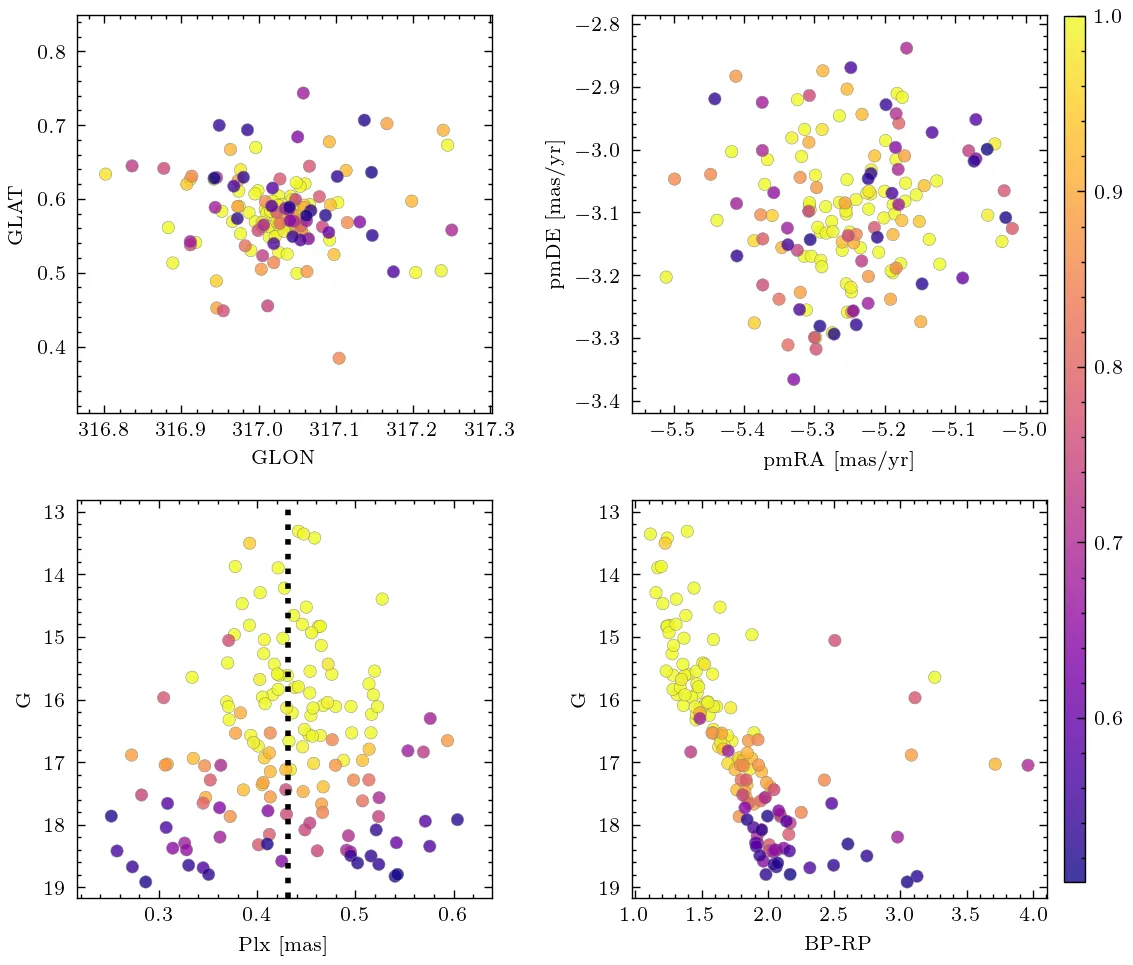 0.8
0.7
0.6
0.5
0.4
GLAT
316.8 316.9 317.0 317.1 317.2 317.3
GLON
−2.8
−2.9
−3.0
−3.1
−3.2
−3.3
−3.4
pmDE [mas/yr]
−5.5 −5.4 −5.3 −5.2 −5.1 −5.0
pmRA [mas/yr]
1.0
0.9
0.8
0.7
0.6
13
14
15
16
17
18
19
G
0.3 0.4 0.5 0.6
Plx [mas]
13
14
15
16
17
18
19
G
1.0 1.5 2.0 2.5 3.0 3.5 4.0
BP-RP